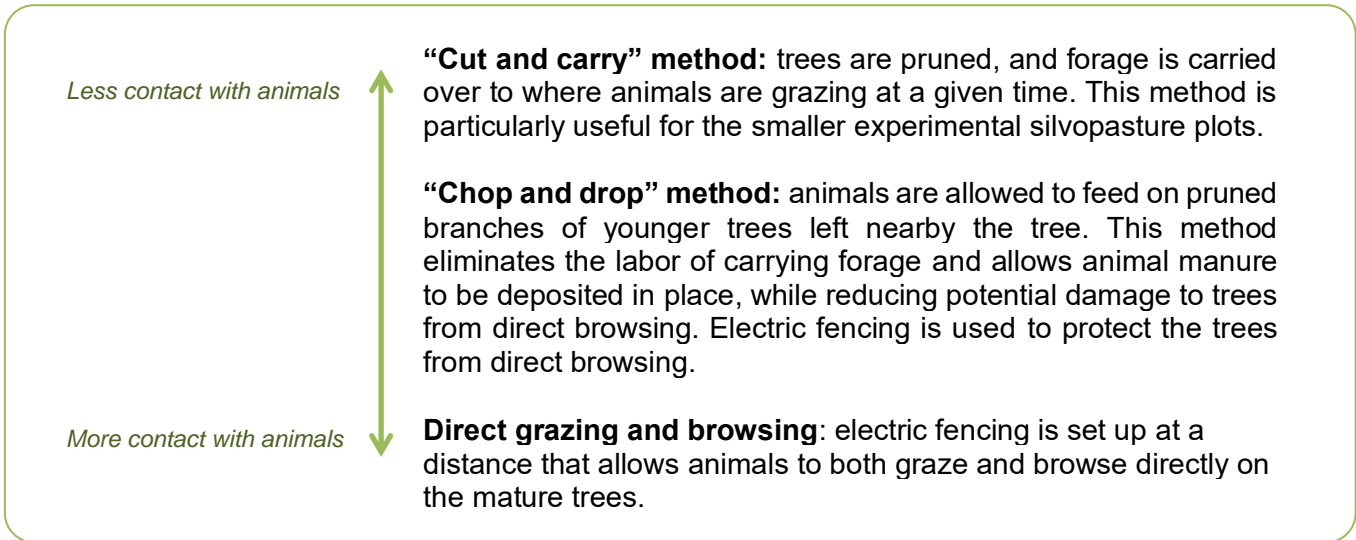 Less contact with animals
“Cut and carry” method: trees are pruned, and forage is carried
over to where animals are grazing at a given time. This method is
particularly useful for the smaller experimental silvopasture plots.
“Chop and drop” method: animals are allowed to feed on pruned
branches of younger trees left nearby the tree. This method
eliminates the labor of carrying forage and allows animal manure
to be deposited in place, while reducing potential damage to trees
from direct browsing. Electric fencing is used to protect the trees
from direct browsing.
More contact with animals
Direct grazing and browsing: electric fencing is set up at a
distance that allows animals to both graze and browse directly on
the mature trees.